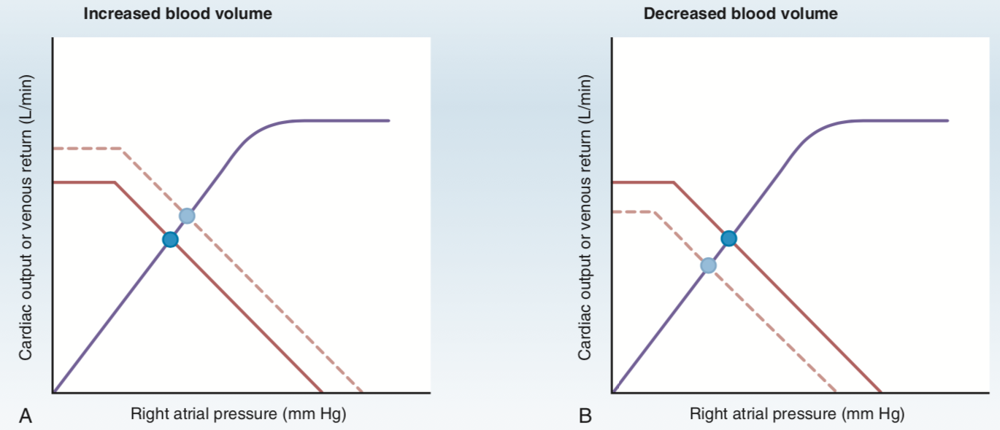 Increased blood volume
Cardiac output or venous return (L/min)
Right atrial pressure (mm Hg)
A
Decreased blood volume
Cardiac output or venous return (L/min)
Right atrial pressure (mm Hg)
B